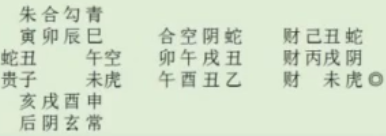 朱合勾青
寅卯辰巳 合空阴蛇 财己丑蛇
蛇丑 午空 卯午戌丑 财丙戌阴
贵子 未虎 午酉丑乙 财 未虎◎
亥戌酉申
后阴玄常